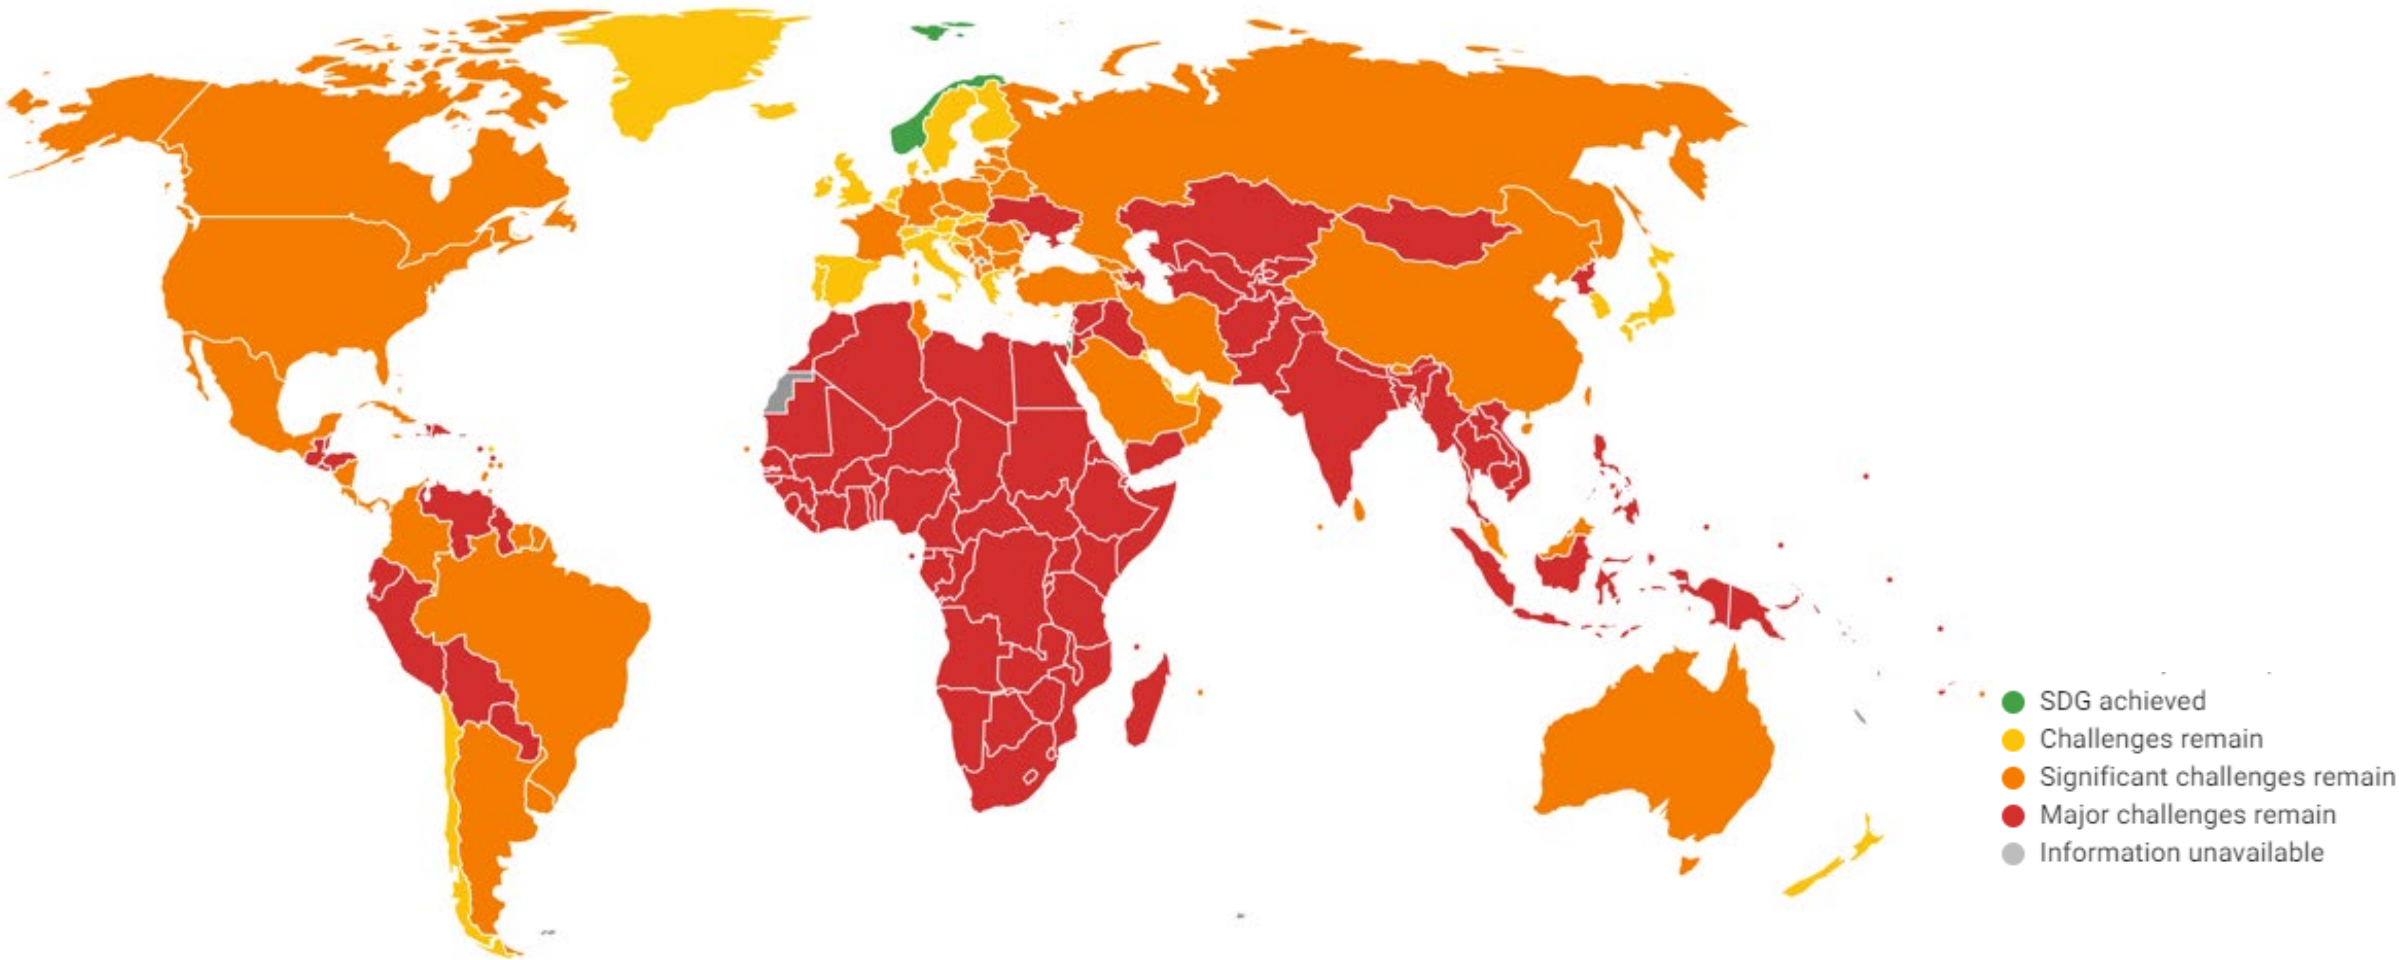 SDG achieved
Challenges remain
Significant challenges remain
Major challenges remain
Information unavailable